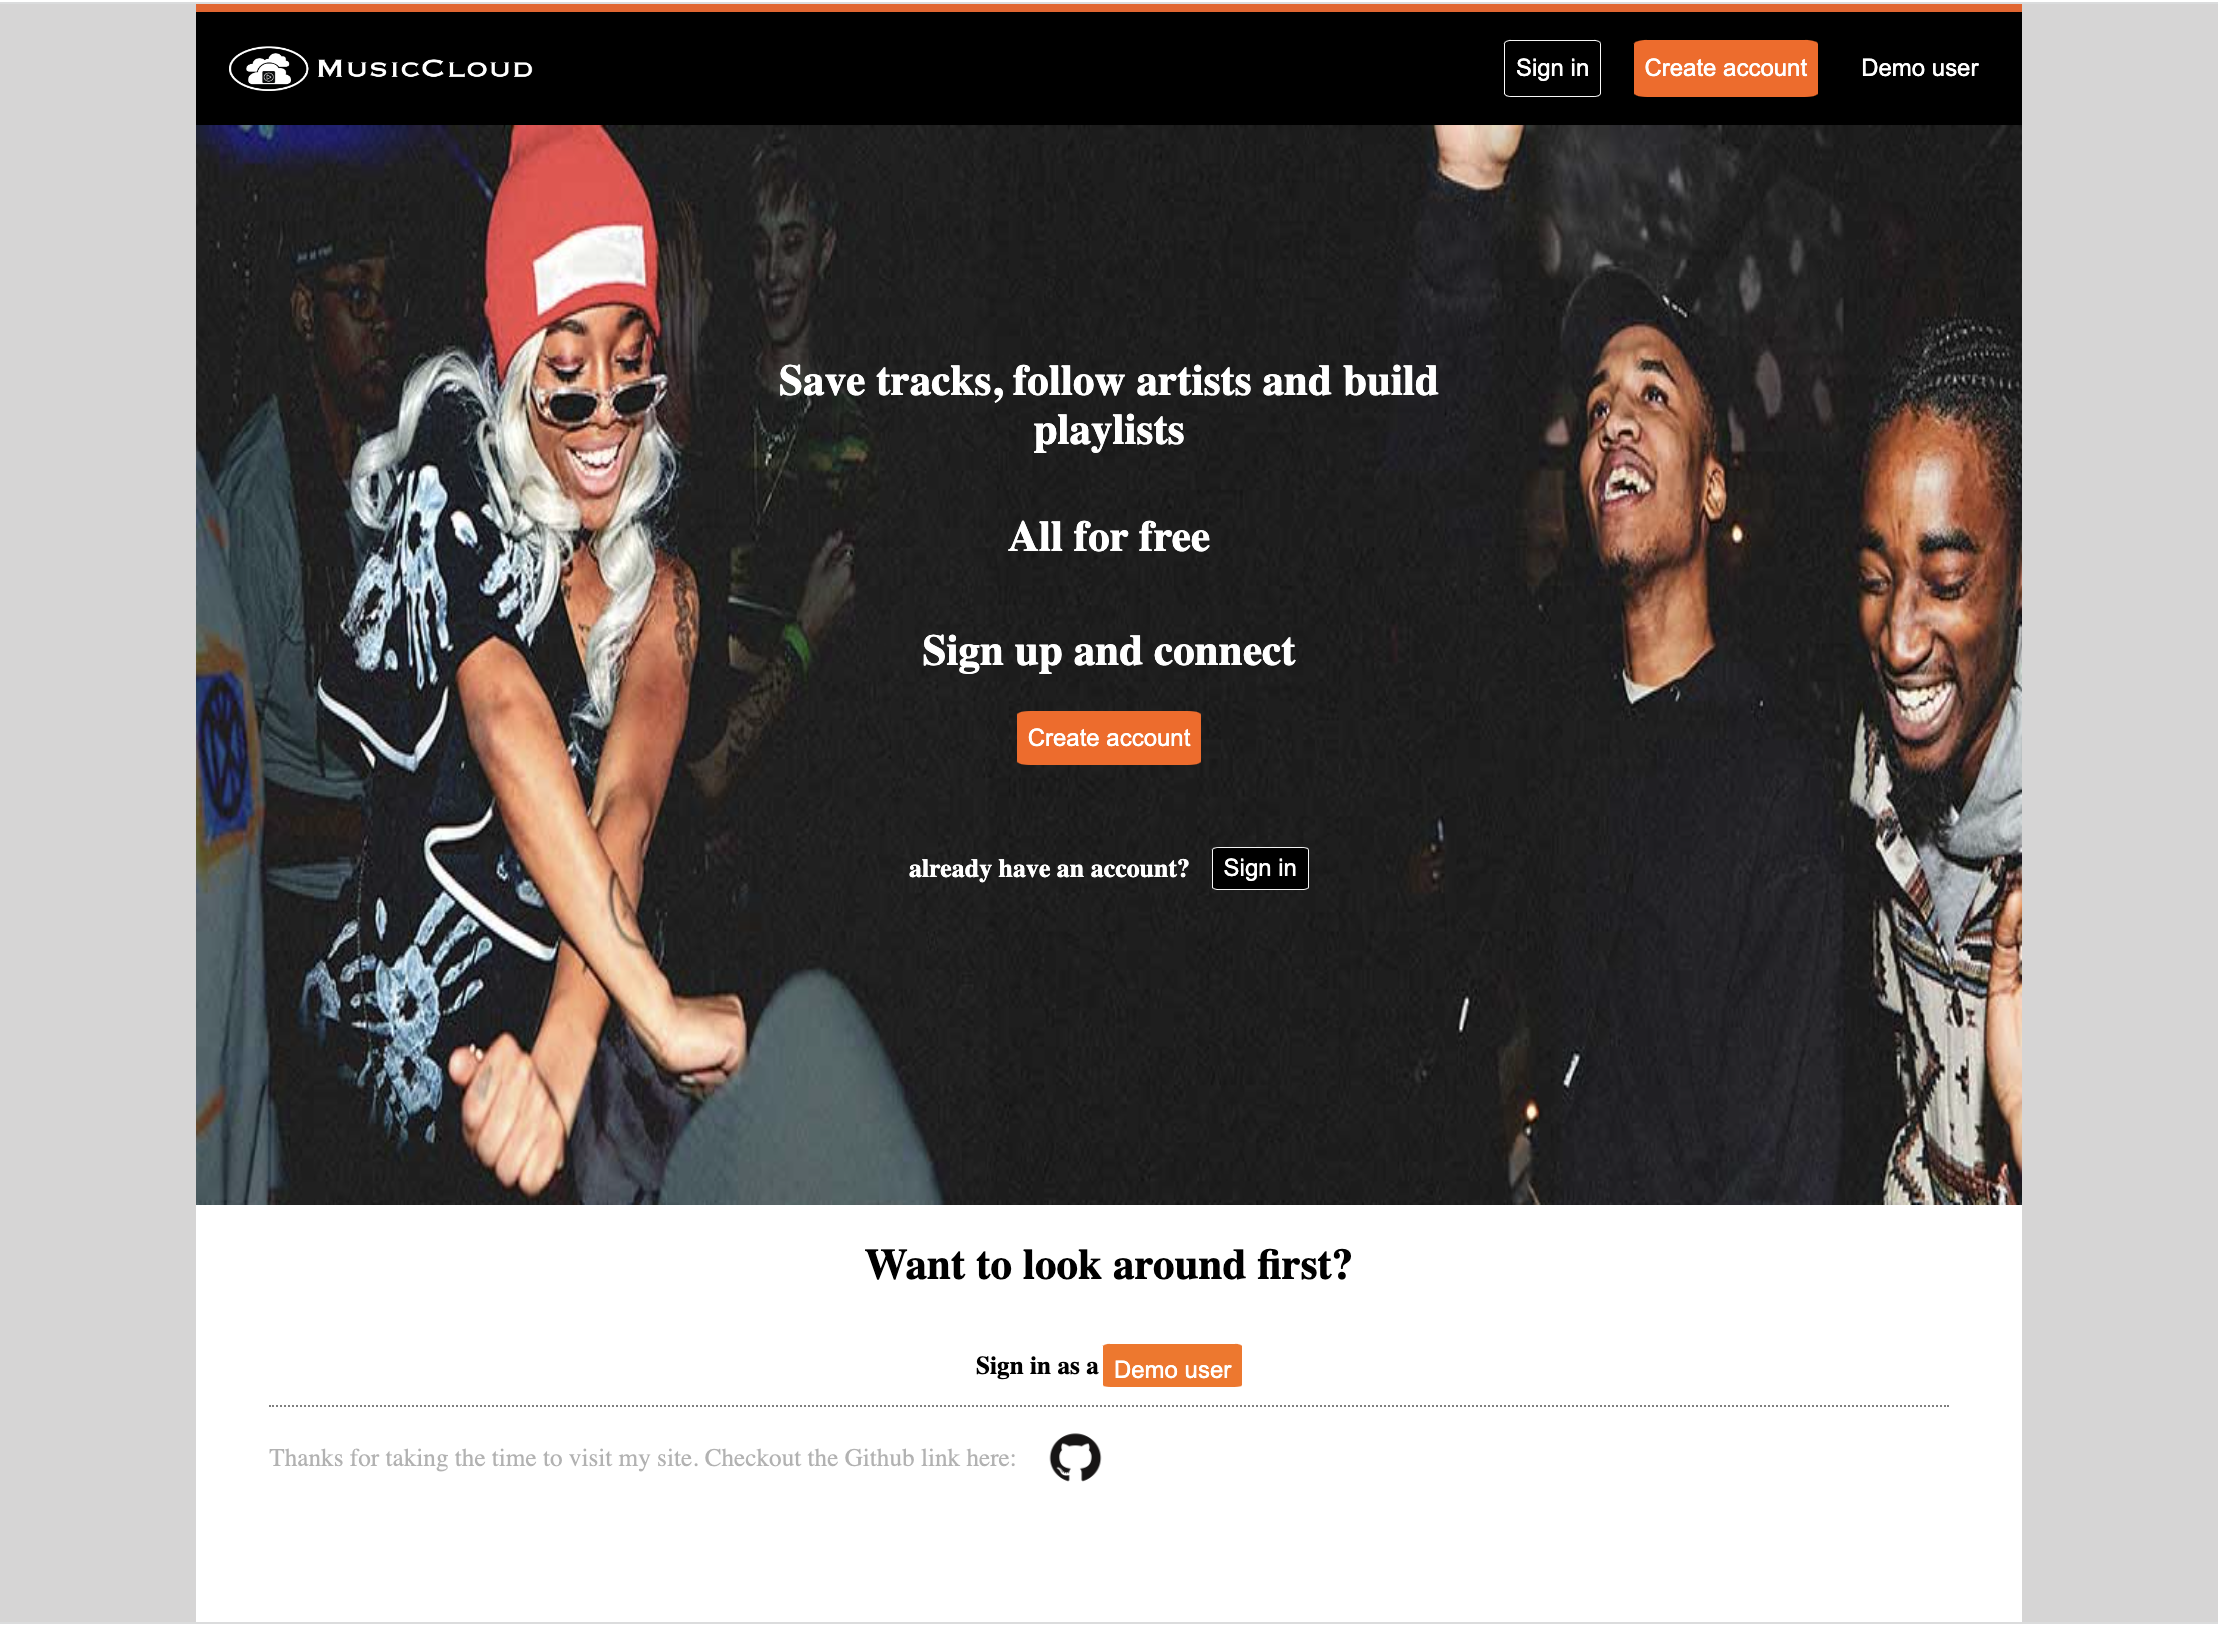 MusicCloud
Sign in
Create account
Demo user
Save tracks, follow artists and build
playlists
All for free
Sign up and connect
Create account
already have an account?
Sign in
Want to look around first?
Sign in as a Demo user
Thanks for taking the time to visit my site. Checkout the Github link here: